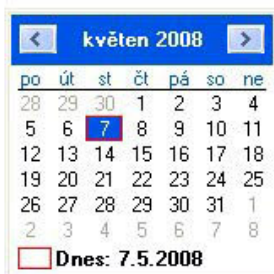 květen 2008
po út st čt pá so ne
28 29 30 1 2 3 4
5 6 7 8 9 10 11
12 13 14 15 16 17 18
19 20 21 22 23 24 25
26 27 28 29 30 31 1
2 3 4 5 6 7 8
Dnes: 7.5.2008